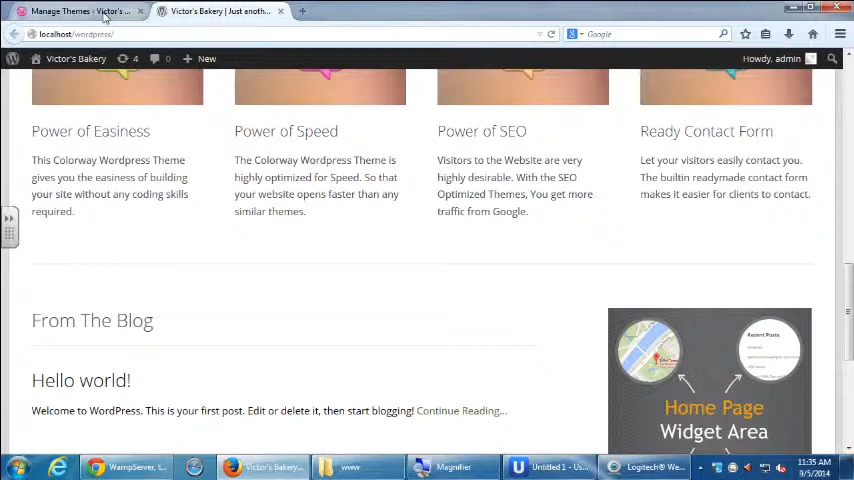 Manage Themes ‹ Victor's ...
Victor's Bakery | Just anoth...
localhost/wordpress/
Google
Victor's Bakery
4
0
New
Howdy, admin
Power of Easiness
Power of Speed
Power of SEO
Ready Contact Form
This Colorway Wordpress Theme
gives you the easiness of building
your site without any coding skills
required.
The Colorway Wordpress Theme is
highly optimized for Speed. So that
your website opens faster than any
similar themes.
Visitors to the Website are very
highly desirable. With the SEO
Optimized Themes, You get more
traffic from Google.
Let your visitors easily contact you.
The builtin readymade contact form
makes it easier for clients to contact.
From The Blog
Hello world!
Welcome to WordPress. This is your first post. Edit or delete it, then start blogging! Continue Reading...
Recent Posts
Home Page
Widget Area
WampServer, t...
Victor's Bakery...
www
Magnifier
Untitled 1 - Us...
Logitech® We...
11:35 AM
9/5/2014